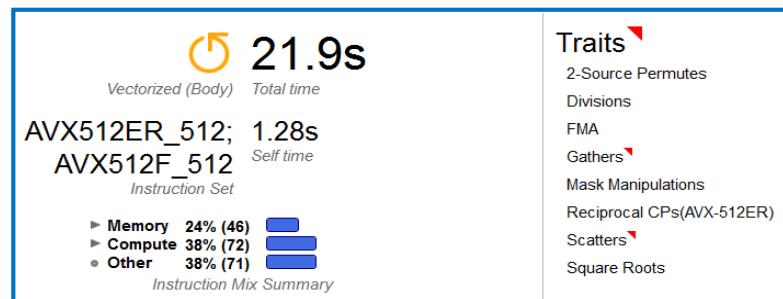 21.9s
Vectorized (Body) Total time
AVX512ER_512; 1.28s
AVX512F_512 Self time
Instruction Set
Memory 24% (46)
Compute 38% (72)
Other 38% (71)
Instruction Mix Summary
Traits
2-Source Permutes
Divisions
FMA
Gathers
Mask Manipulations
Reciprocal CPs(AVX-512ER)
Scatters
Square Roots